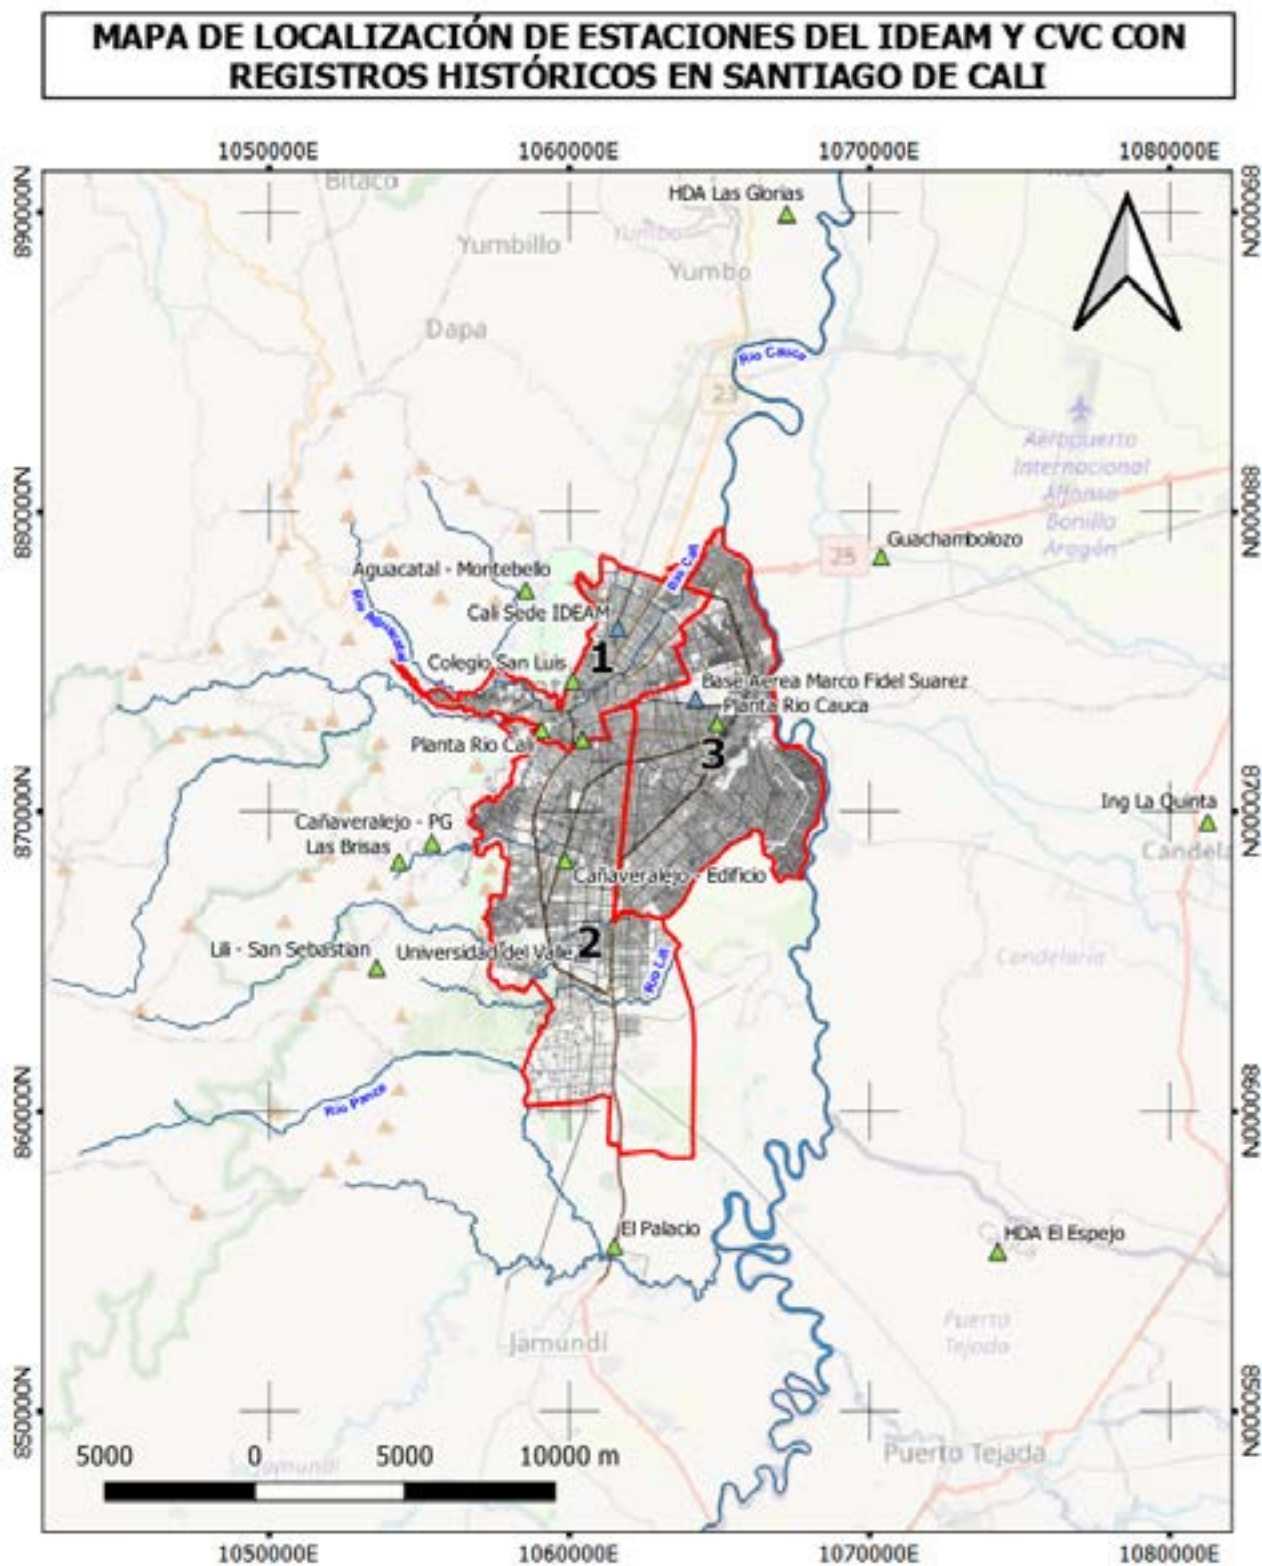 MAPA DE LOCALIZACIÓN DE ESTACIONES DEL IDEAM Y CVC CON
REGISTROS HISTÓRICOS EN SANTIAGO DE CALI
1050000E 1060000E 1070000E 1080000E
890000N
890000N
Bitaco
HDA Las Glorias
Yumbillo
Yumbo
Yumbo
Dapa
Rio Cauca
23
Aeropuerto
Internacional
Alfonso
Bonilla
Aragón
880000N
880000N
Guachambolozo
25
Rio Cali
Aguacatal - Montebello
Cali Sede IDEAM
Rio Aguacatal
1
Colegio San Luis
Base Aerea Marco Fidel Suarez
Planta Rio Cauca
Planta Rio Cali
3
870000N
870000N
Ing La Quinta
Cañaveralejo - PG
Las Brisas
Candela
Cañaveralejo - Edificio
2
Lili - San Sebastian
Universidad del Valle
Rio Lili
Candelaria
860000N
860000N
Rio Pance
El Palacio
HDA El Espejo
Puerto
Tejada
Jamundí
850000N
850000N
Puerto Tejada
Jamundi
5000 0 5000 10000 m
1050000E 1060000E 1070000E 1080000E